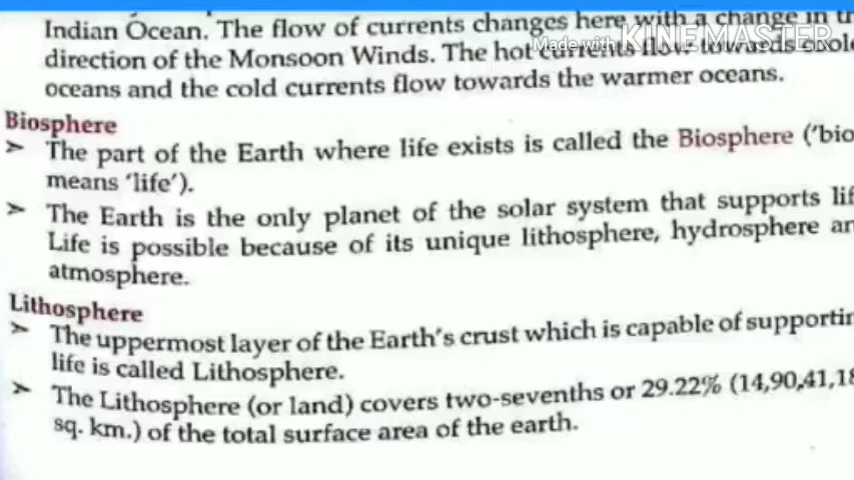 Indian Ocean. The flow of currents changes here with a change in
direction of the Monsoon Winds. The hot currents flow towards
Made with KINEMASTER
oceans and the cold currents flow towards the warmer oceans.
Biosphere
➢ The part of the Earth where life exists is called the Biosphere ('bio
means 'life').
➢ The Earth is the only planet of the solar system that supports
Life is possible because of its unique lithosphere, hydrosphere
atmosphere.
Lithosphere
➢ The uppermost layer of the Earth's crust which is capable of
life is called Lithosphere.
➢ The Lithosphere (or land) covers two-sevenths or 29.22% (14,90,41,18
sq. km.) of the total surface area of the earth.